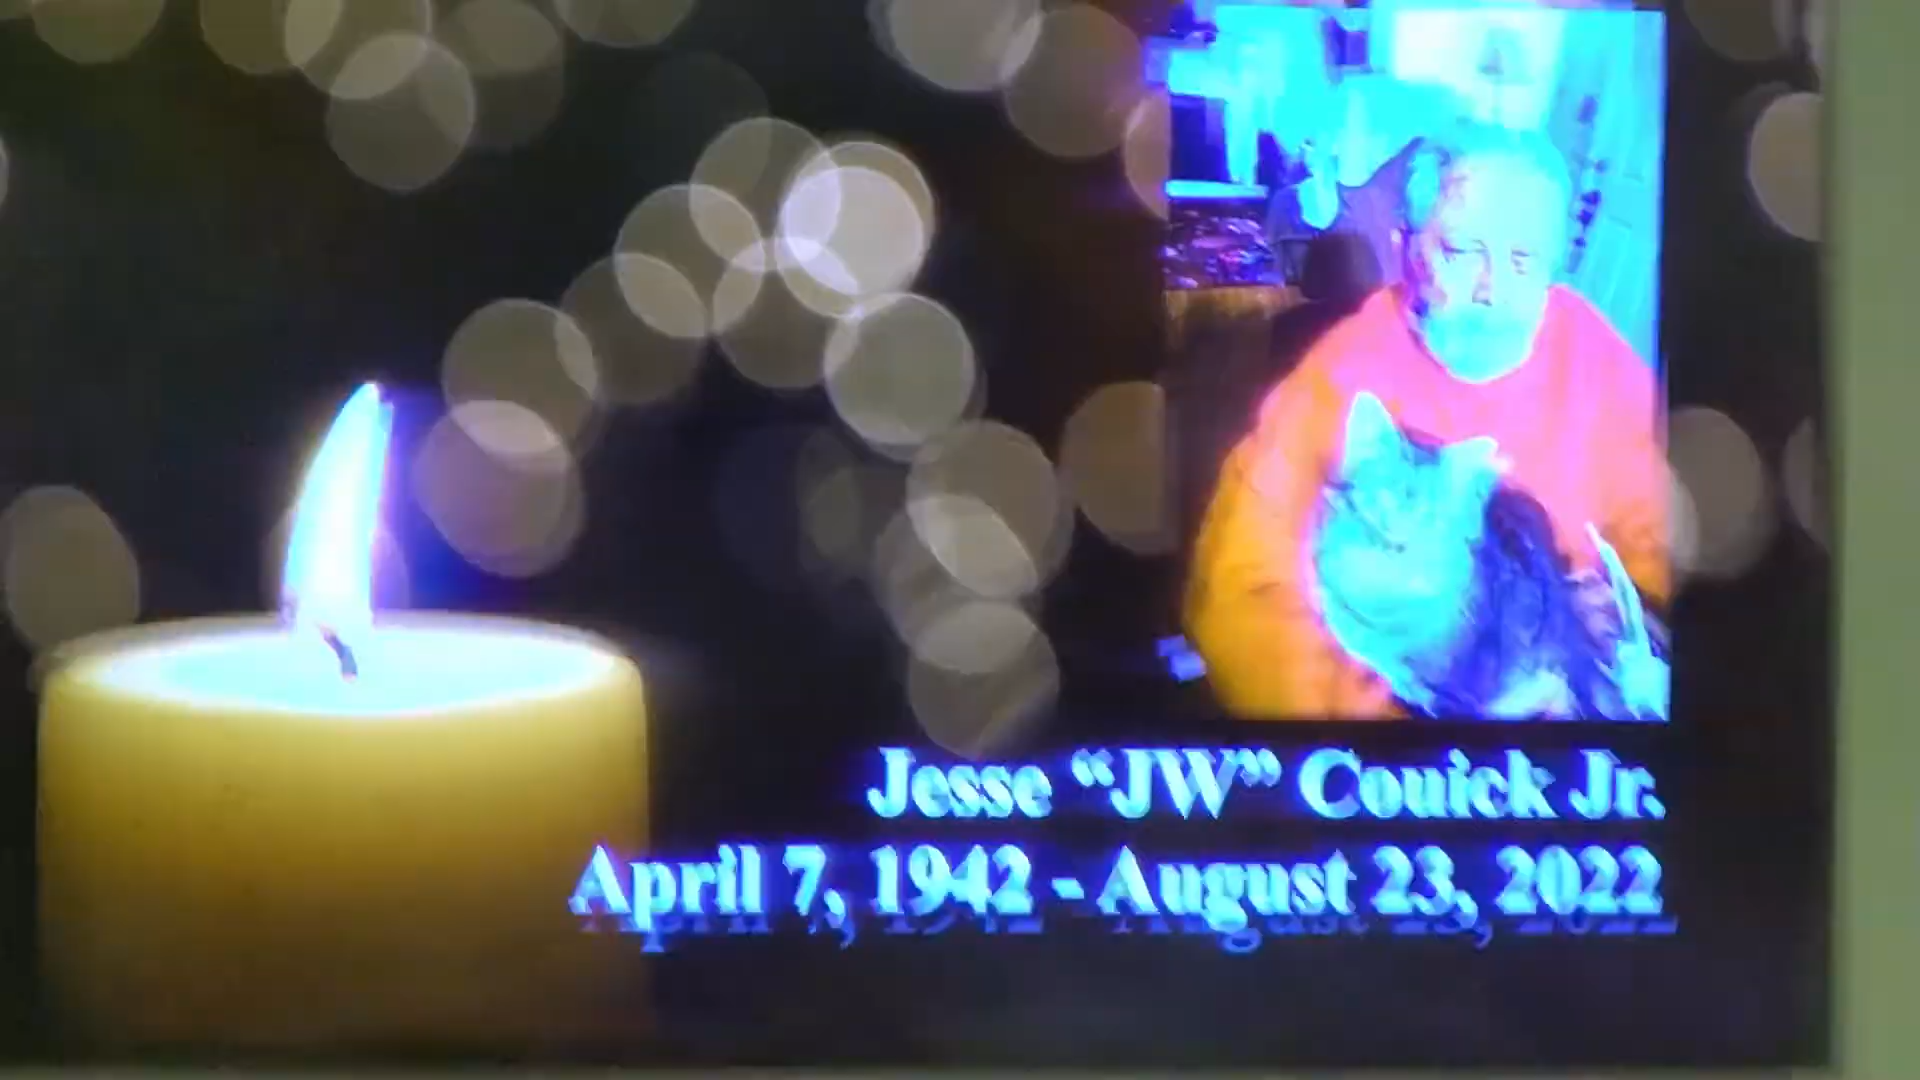 Jesse “JW” Couick Jr.
April 7, 1942 - August 23, 2022